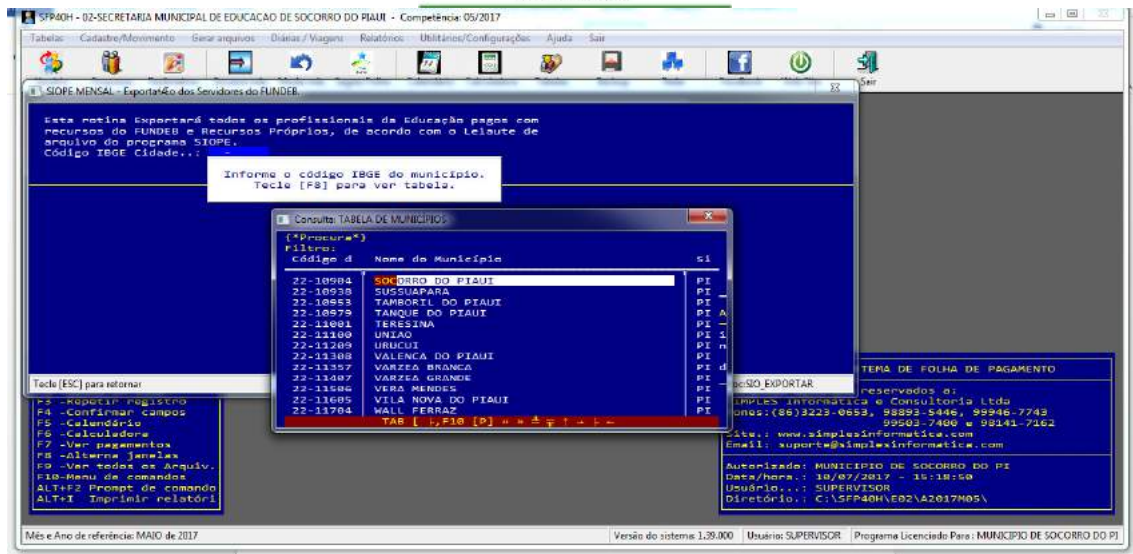 SFP40H - 02-SECRETARIA MUNICIPAL DE EDUCACAO DE SOCORRO DO PIAUI - Competência: 05/2017
Tabelas Cadastro/Movimento Gerar arquivos Diárias / Viagens Relatórios Utilitários/Configurações Ajuda Sair
Sair
SIOPE MENSAL - Exportação dos Servidores do FUNDEB.
Esta rotina Exportará todos os profissionais da Educação pagos com
recursos do FUNDEB e Recursos Próprios, de acordo com o Leiaute de
arquivo do programa SIOPE.
Código IBGE Cidade..: -
Informe o código IBGE do município.
Tecle [F8] para ver tabela.
Consulta: TABELA DE MUNICÍPIOS
{*Procura*}
Filtro:
Código d Nome do Município Si
22-10904 SOCORRO DO PIAUI PI
22-10938 SUSSUAPARA PI
22-10953 TAMBORIL DO PIAUI PI
22-10979 TANQUE DO PIAUI PI
22-11001 TERESINA PI
22-11100 UNIAO PI
22-11209 URUCUI PI
22-11308 VALENCA DO PIAUI PI
22-11357 VARZEA BRANCA PI
22-11407 VARZEA GRANDE PI
22-11506 VERA MENDES PI
22-11605 VILA NOVA DO PIAUI PI
22-11704 WALL FERRAZ PI
TAB [ ],F10 [P]
Tecle [ESC] para retornar
oc:SIO_EXPORTAR
F3 -Repetir registro
F4 -Confirmar campos
F5 -Calendário
F6 -Calculadora
F7 -Ver pagamentos
F8 -Alterna janelas
F9 -Ver todos os Arquiv.
F10-Menu de comandos
ALT+F2 Prompt de comando
ALT+I Imprimir relatóri
TEMA DE FOLHA DE PAGAMENTO
reservados a:
SIMPLES Informatica e Consultoria Ltda
ones:(86)3223-0653, 98893-5446, 99946-7743
99503-7400 e 98141-7162
Site.: www.simplesinformatica.com
Email: suporte@simplesinformatica.com
Autorizado: MUNICIPIO DE SOCORRO DO PI
Data/hora.: 10/07/2017 - 15:18:50
Usuário...: SUPERVISOR
Diretório.: C:\SFP40H\E02\A2017M05\
Mês e Ano de referência: MAIO de 2017 Versão do sistema: 1.39.000 Usuário: SUPERVISOR Programa Licenciado Para : MUNICIPIO DE SOCORRO DO PI